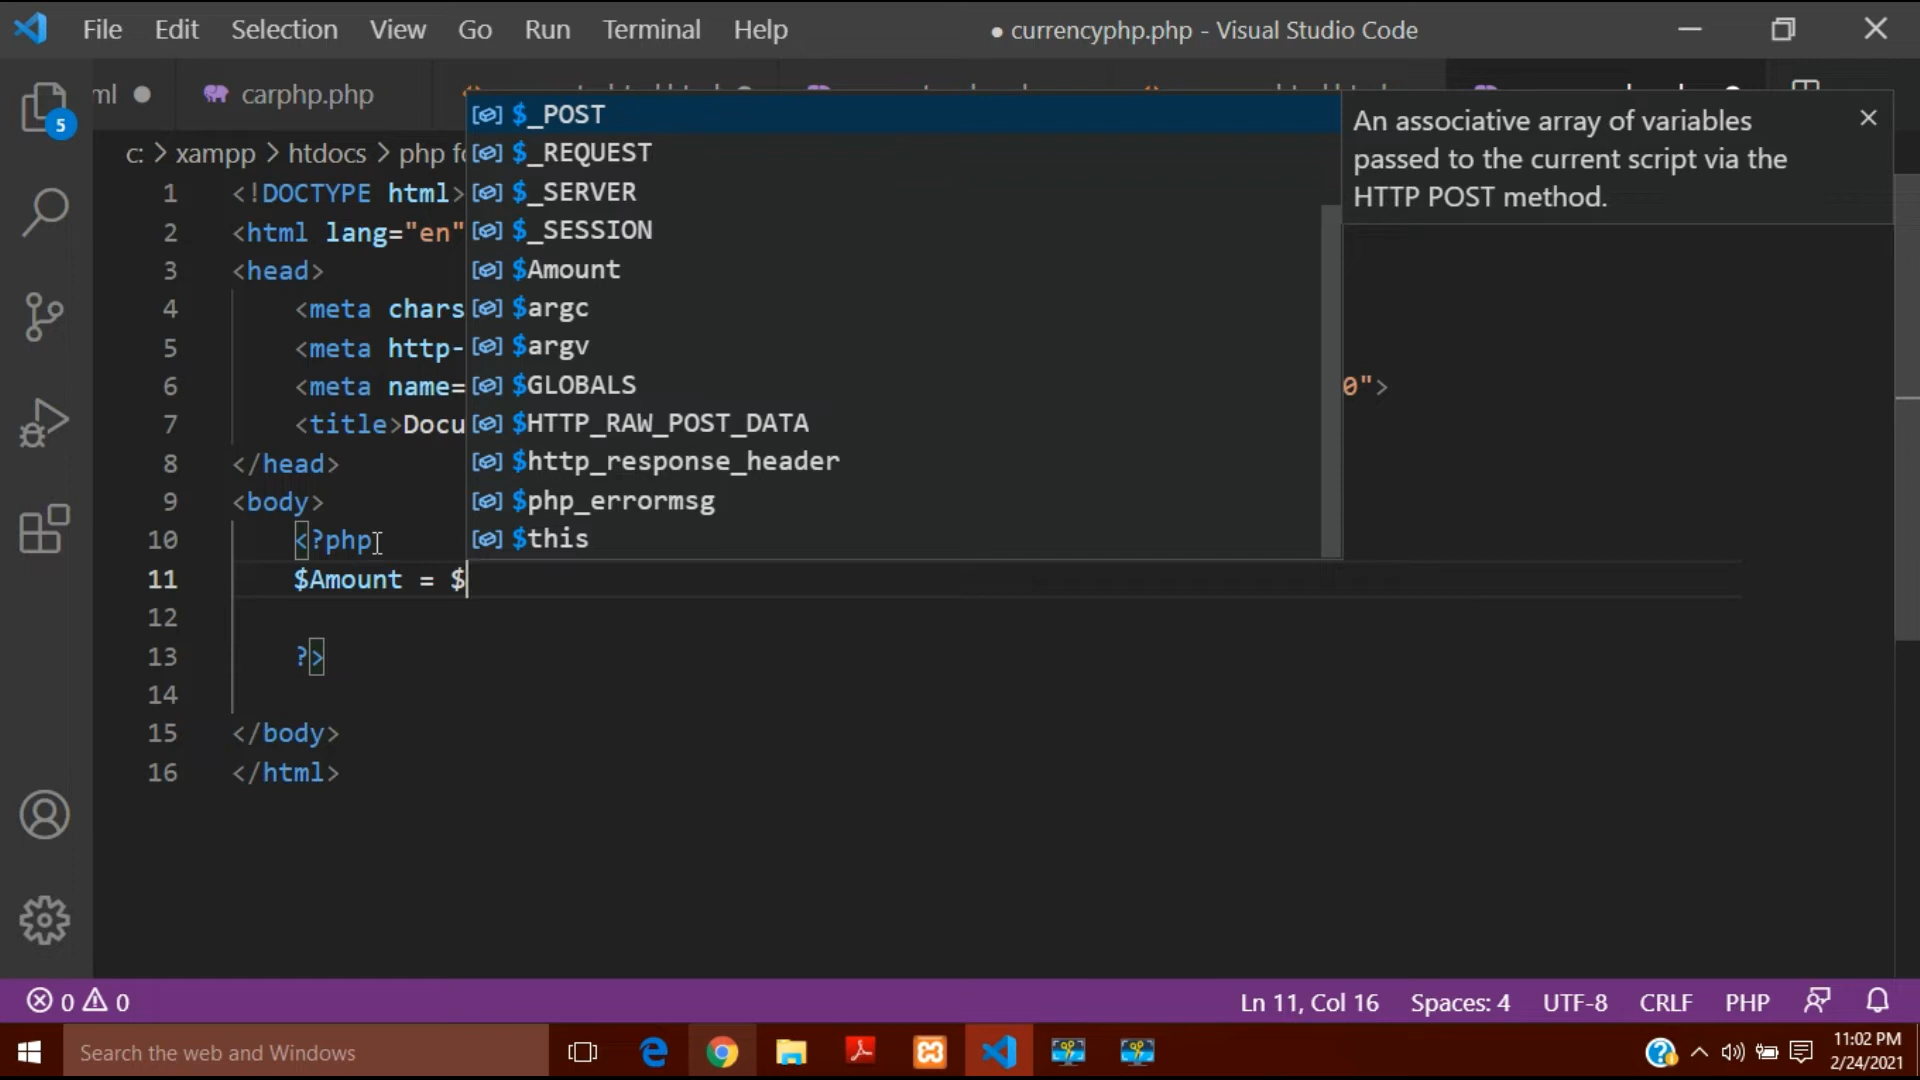 File Edit Selection View Go Run Terminal Help ● currencyphp.php - Visual Studio Code
ml ● carphp.php
c: > xampp > htdocs > php fo
5
1 <!DOCTYPE html>
2 <html lang="en"
3 <head>
4 <meta chars
5 <meta http-
6 <meta name= 0">
7 <title>Docu
8 </head>
9 <body>
10 <?php
11 $Amount = $
12
13 ?>
14
15 </body>
16 </html>
$_POST
$_REQUEST
$_SERVER
$_SESSION
$Amount
$argc
$argv
$GLOBALS
$HTTP_RAW_POST_DATA
$http_response_header
$php_errormsg
$this
An associative array of variables
passed to the current script via the
HTTP POST method.
0 0 Ln 11, Col 16 Spaces: 4 UTF-8 CRLF PHP
Search the web and Windows
11:02 PM
2/24/2021